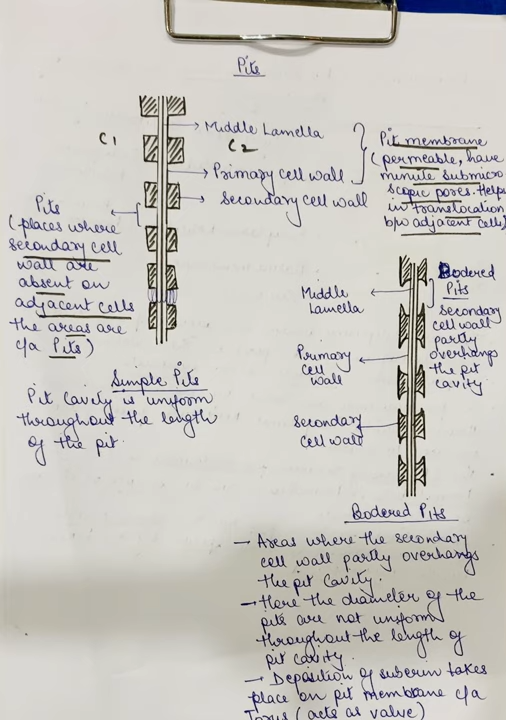 Pits
C1
C2
Middle Lamella
Primary cell wall
Secondary cell wall
Pit membrane
(permeable, have
minute submicro
scopic pores. Helps
in translocation
b/w adjacent cells)
Pits
(places where
secondary cell
wall are
absent on
adjacent cells
the areas are
c/a Pits)
Simple Pits
Pit cavity is uniform
throughout the length
of the pit
Middle
Lamella
Primary
cell
wall
Secondary
cell wall
Bodered
Pits
Secondary
cell wall
partly
overhangs
the pit
cavity
Bodered Pits
→ Areas where the secondary
cell wall partly overhangs
the pit cavity.
→ Here the diameter of the
pits are not uniform
throughout the length of
pit cavity.
→ Deposition of suberin takes
place on pit membrane c/a
Torus (acts as valve)